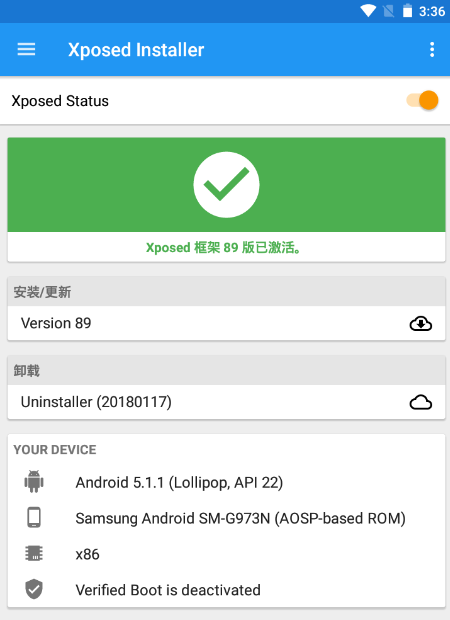 3:36
Xposed Installer
Xposed Status
Xposed 框架 89 版已激活。
安装/更新
Version 89
卸载
Uninstaller (20180117)
YOUR DEVICE
Android 5.1.1 (Lollipop, API 22)
Samsung Android SM-G973N (AOSP-based ROM)
x86
Verified Boot is deactivated